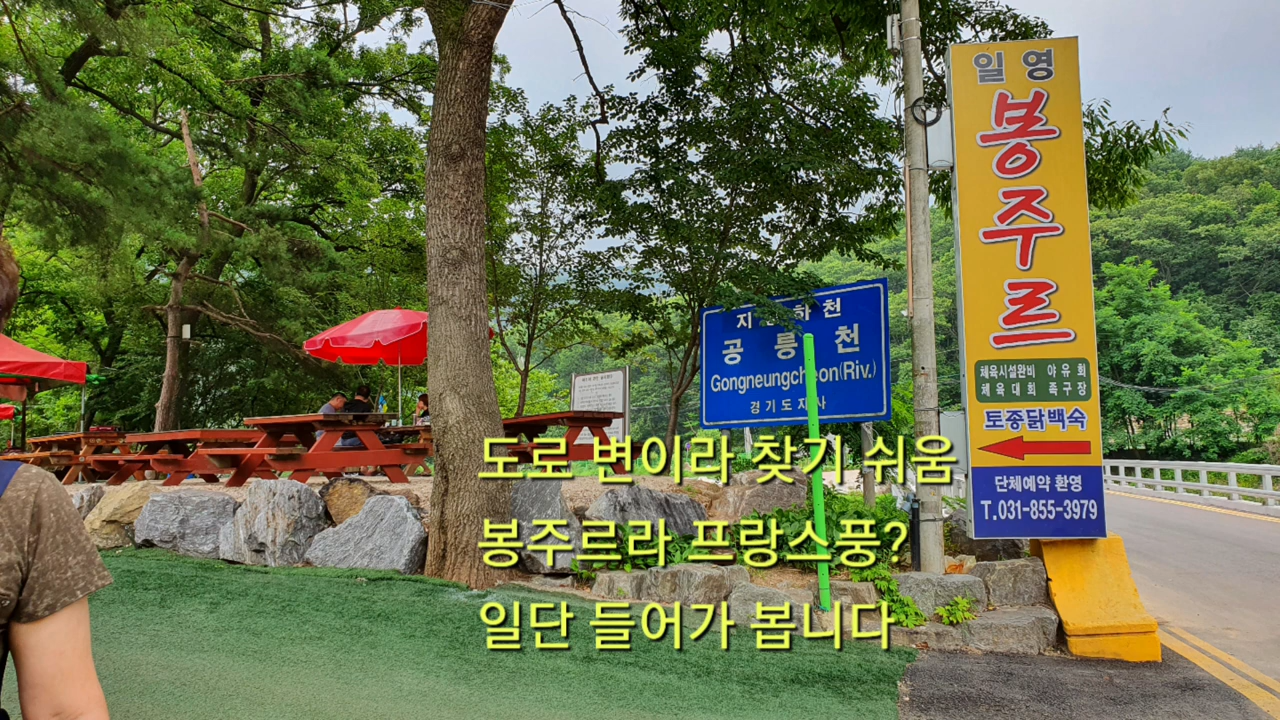 일영
봉주르
체육시설완비 야유회
체육대회 족구장
토종닭백숙
단체예약 환영
T.031-855-3979
하천
공릉천
Gongneungcheon(Riv.)
경기도지사
도로 변이라 찾기 쉬움
봉주르라 프랑스풍?
일단 들어가 봅니다